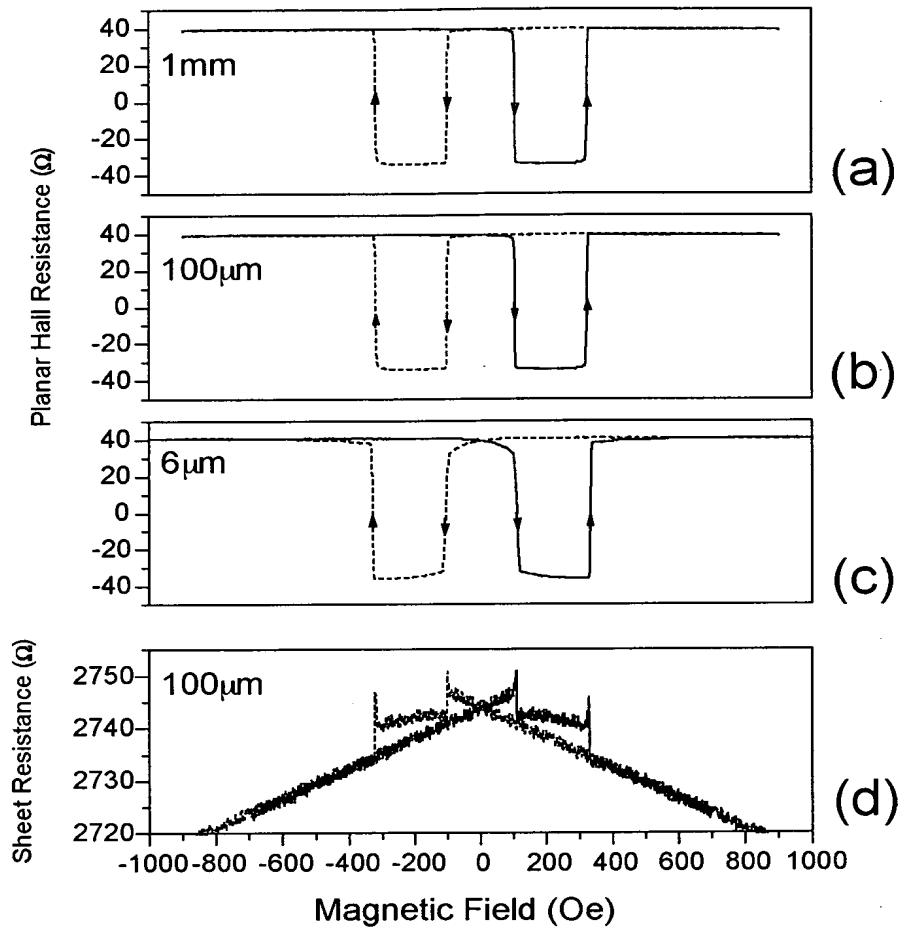 Planar Hall Resistance (Ω)
40
20
0
-20
-40
1mm
(a)
40
20
0
-20
-40
100μm
(b)
40
20
0
-20
-40
6μm
(c)
Sheet Resistance (Ω)
2750
2740
2730
2720
100μm
(d)
-1000 -800 -600 -400 -200 0 200 400 600 800 1000
Magnetic Field (Oe)